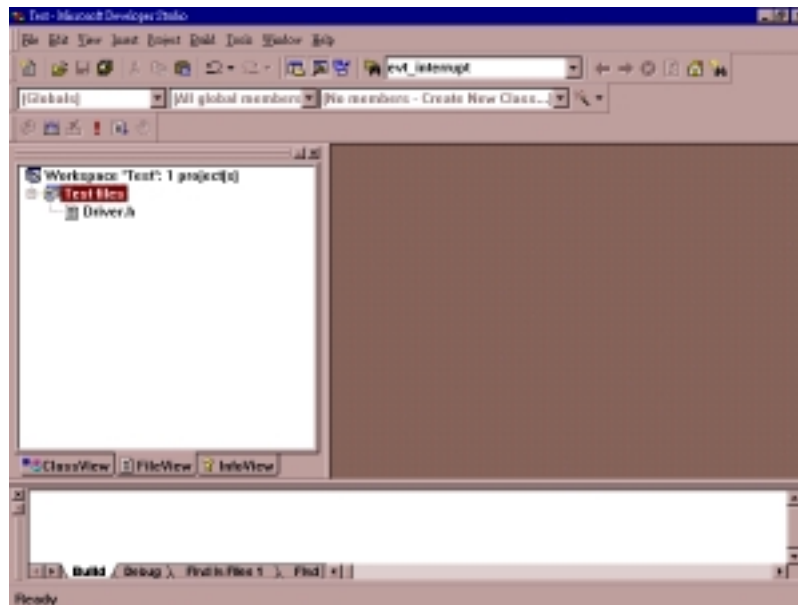 Test - Microsoft Developer Studio
File Edit View Insert Project Build Tools Window Help
evt_interrupt
(Globals) (All global members (No members - Create New Class...
Workspace "Test": 1 project(s)
Test files
Driver.h
ClassView FileView InfoView
Build Debug Find in Files 1 Find
Ready